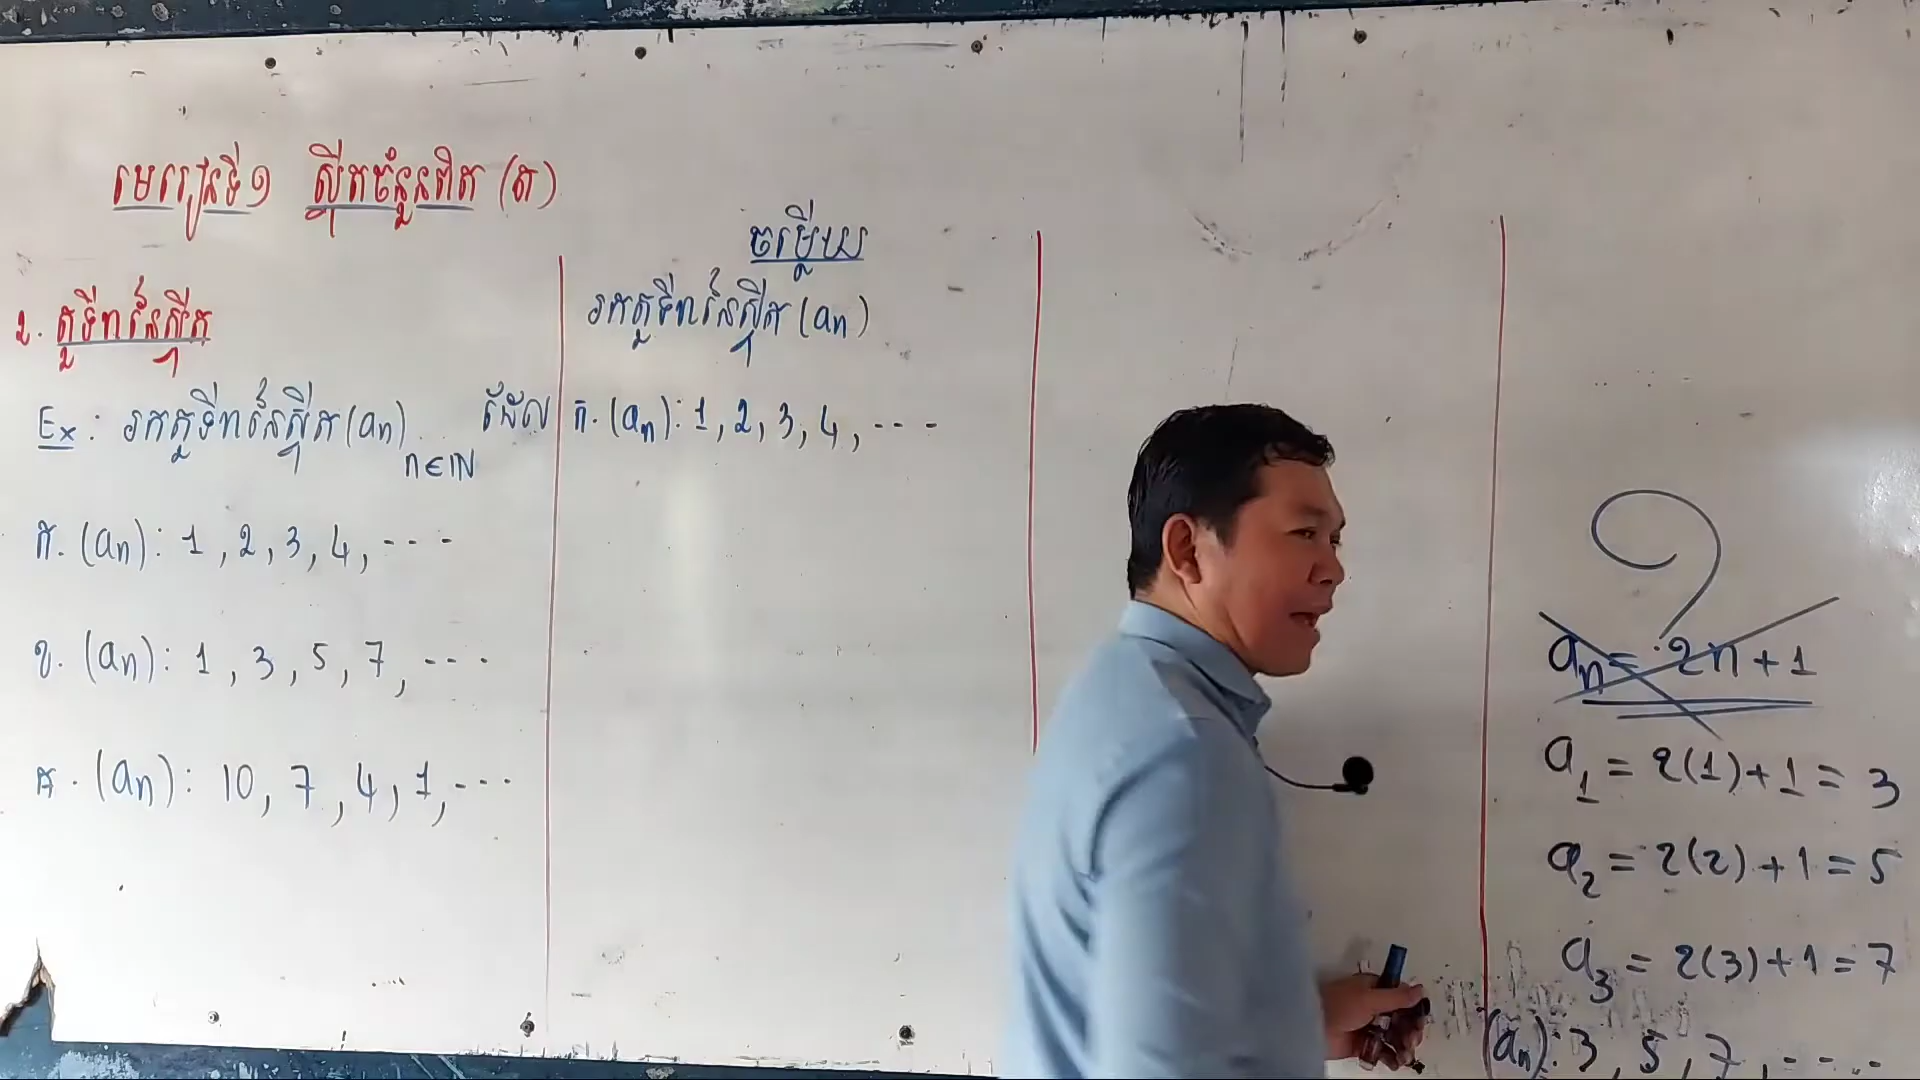 មេរៀនទី១ ស្វ៊ីតចំនួនពិត (ត)
2. តួទីnនៃស្វ៊ីត
Ex : រកតួទីnនៃស្វ៊ីត(an) n∈IN ដែល
ក. (an): 1, 2, 3, 4, ---
ខ. (an): 1, 3, 5, 7, ---
គ. (an): 10, 7, 4, 1, ---
ចម្លើយ
រកតួទីnនៃស្វ៊ីត(an)
ក. (an): 1, 2, 3, 4, ---
an = 2n + 1
a1 = 2(1) + 1 = 3
a2 = 2(2) + 1 = 5
a3 = 2(3) + 1 = 7
(an): 3, 5, 7, ----